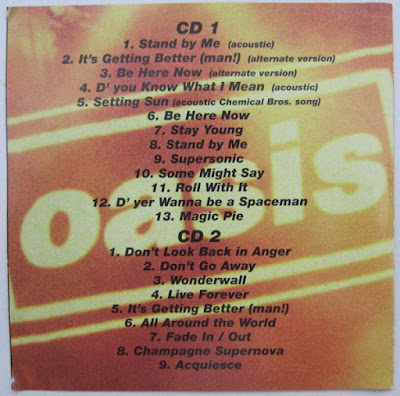 CD 1
1. Stand by Me (acoustic)
2. It's Getting Better (man!) (alternate version)
3. Be Here Now (alternate version)
4. D' you Know What I Mean (acoustic)
5. Setting Sun (acoustic Chemical Bros. song)
6. Be Here Now
7. Stay Young
8. Stand by Me
9. Supersonic
10. Some Might Say
11. Roll With It
12. D' yer Wanna be a Spaceman
13. Magic Pie
oasis
CD 2
1. Don't Look Back in Anger
2. Don't Go Away
3. Wonderwall
4. Live Forever
5. It's Getting Better (man!)
6. All Around the World
7. Fade In / Out
8. Champagne Supernova
9. Acquiesce